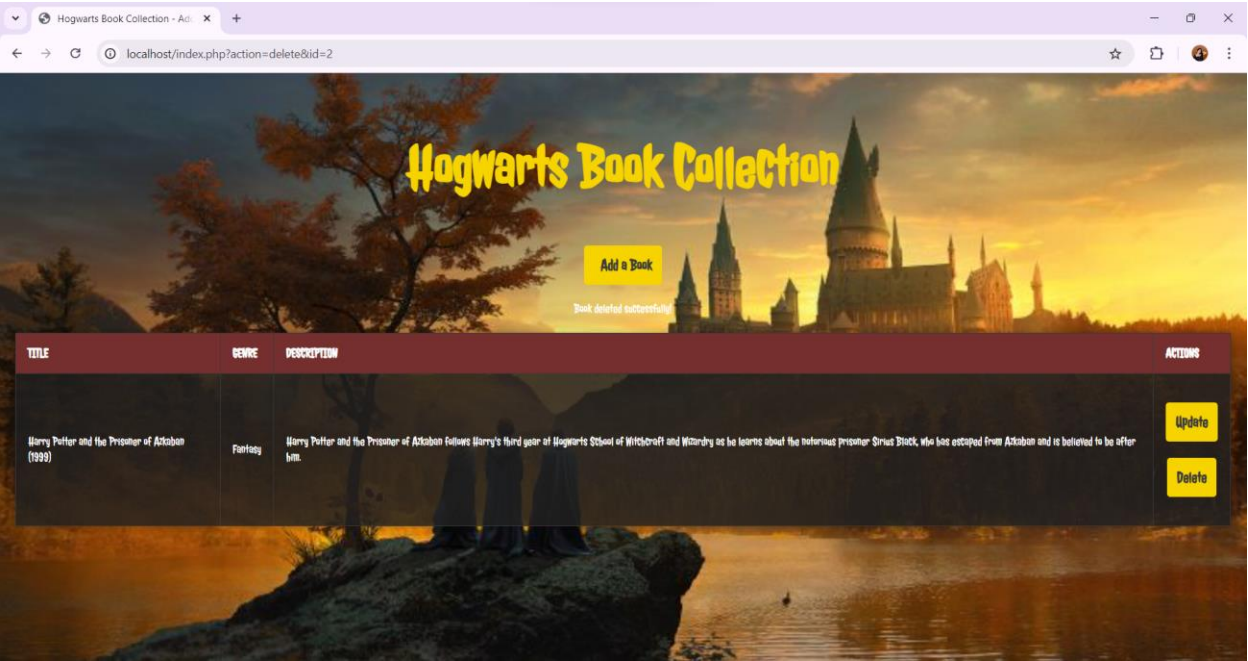 Hogwarts Book Collection - Ad
localhost/index.php?action=delete&id=2
Hogwarts Book Collection
Add a Book
Book deleted successfully!
TITLE GENRE DESCRIPTION ACTIONS
Harry Potter and the Prisoner of Azkaban
(1999)
Fantasy
Harry Potter and the Prisoner of Azkaban follows Harry's third year at Hogwarts School of Witchcraft and Wizardry as he learns about the notorious prisoner Sirius Black, who has escaped from Azkaban and is believed to be after
him.
Update
Delete